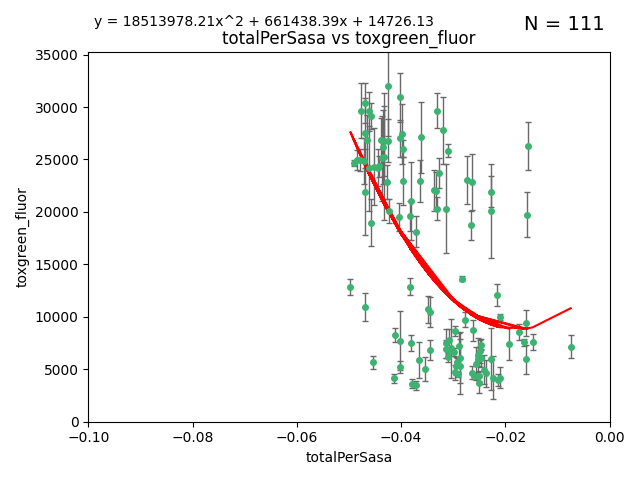 y = 18513978.21x^2 + 661438.39x + 14726.13
N = 111
totalPerSasa vs toxgreen_fluor
35000
30000
25000
20000
15000
10000
5000
0
toxgreen_fluor
−0.10 −0.08 −0.06 −0.04 −0.02 0.00
totalPerSasa